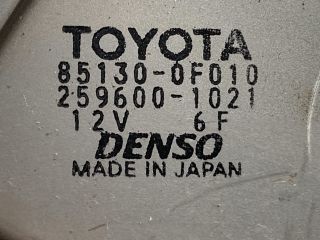 TOYOTA
85130-0F010
259600-1021
12V 6F
DENSO
MADE IN JAPAN